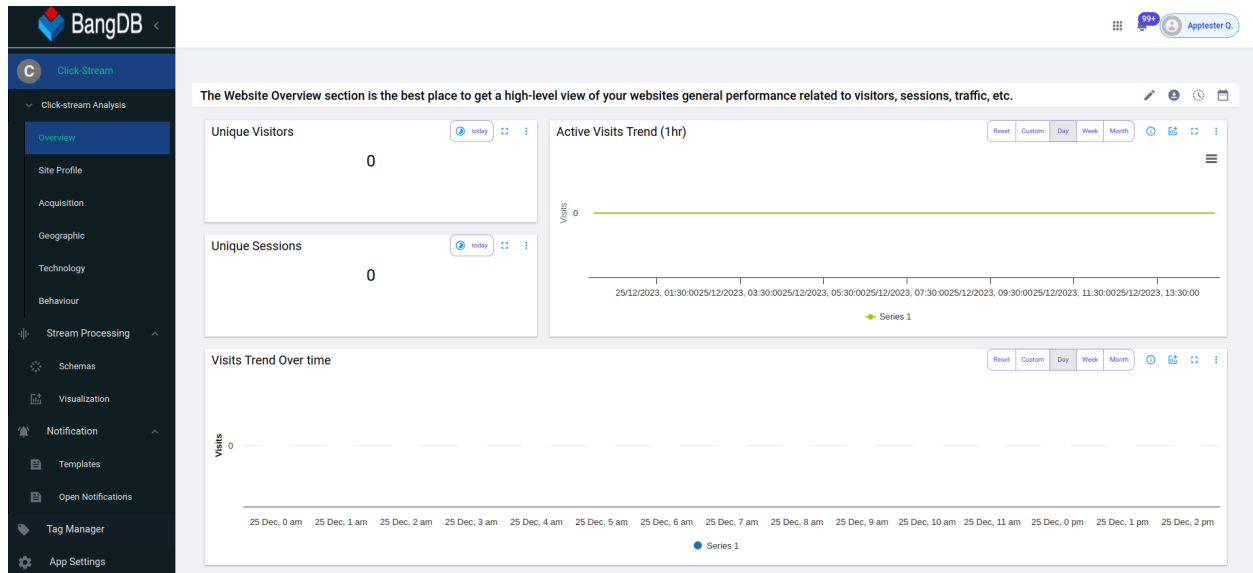 BangDB
99+
Apptester Q.
C Click-Stream
Click-stream Analysis
Overview
Site Profile
Acquisition
Geographic
Technology
Behaviour
Stream Processing
Schemas
Visualization
Notification
Templates
Open Notifications
Tag Manager
App Settings
The Website Overview section is the best place to get a high-level view of your websites general performance related to visitors, sessions, traffic, etc.
Unique Visitors today
0
Unique Sessions today
0
Active Visits Trend (1hr) Reset Custom Day Week Month
Visits
0
25/12/2023, 01:30:0025/12/2023, 03:30:0025/12/2023, 05:30:0025/12/2023, 07:30:0025/12/2023, 09:30:0025/12/2023, 11:30:0025/12/2023, 13:30:00
Series 1
Visits Trend Over time Reset Custom Day Week Month
Visits
0
25 Dec, 0 am 25 Dec, 1 am 25 Dec, 2 am 25 Dec, 3 am 25 Dec, 4 am 25 Dec, 5 am 25 Dec, 6 am 25 Dec, 7 am 25 Dec, 8 am 25 Dec, 9 am 25 Dec, 10 am 25 Dec, 11 am 25 Dec, 0 pm 25 Dec, 1 pm 25 Dec, 2 pm
Series 1